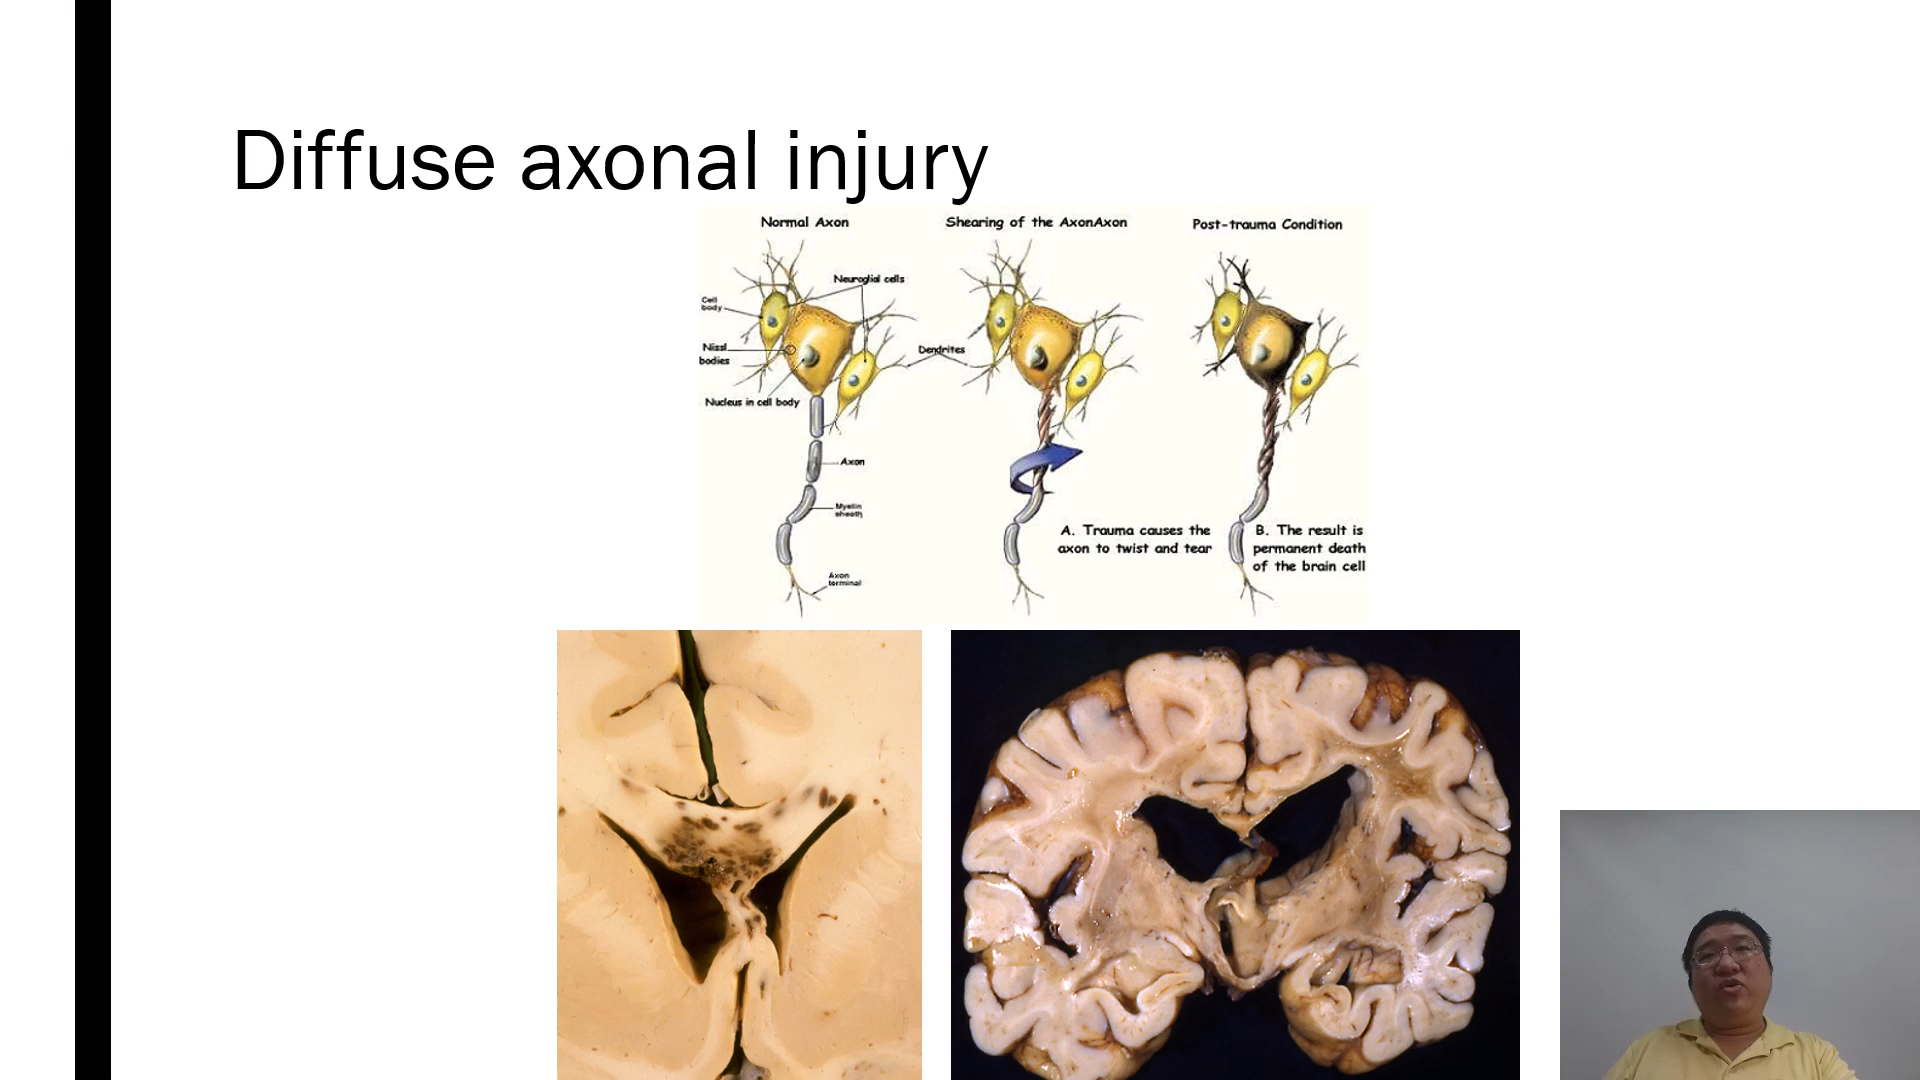 Diffuse axonal injury
Normal Axon
Shearing of the AxonAxon
Post-trauma Condition
Neuroglial cells
Cell
body
Nissl
bodies
Dendrites
Nucleus in cell body
Axon
Myelin
sheath
Axon
terminal
A. Trauma causes the
axon to twist and tear
B. The result is
permanent death
of the brain cell